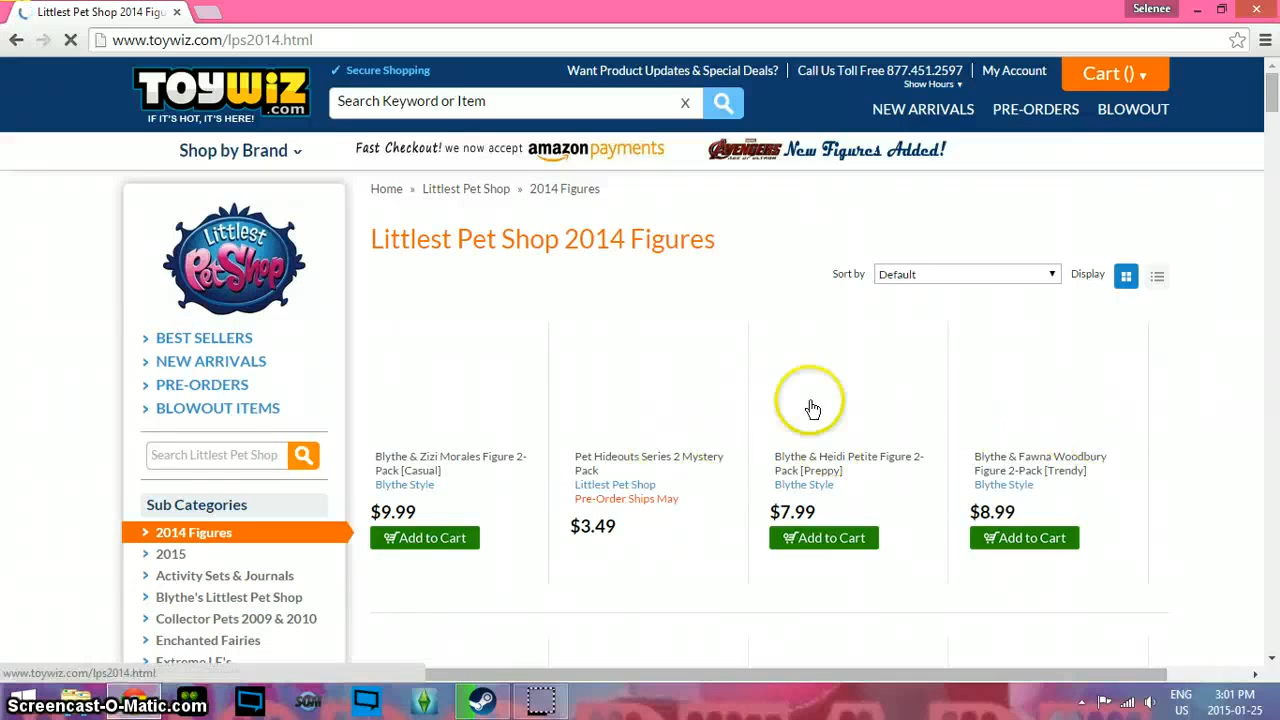 Littlest Pet Shop 2014 Figu
Selenee
www.toywiz.com/lps2014.html
TOYWIZ
.com
IF IT'S HOT, IT'S HERE!
Secure Shopping
Want Product Updates & Special Deals?
Call Us Toll Free 877.451.2597
Show Hours
My Account
Cart ()
Search Keyword or Item
X
NEW ARRIVALS
PRE-ORDERS
BLOWOUT
Shop by Brand
Fast Checkout! we now accept amazon payments
AVENGERS New Figures Added!
Littlest
Pet Shop
Home » Littlest Pet Shop » 2014 Figures
Littlest Pet Shop 2014 Figures
Sort by
Default
Display
BEST SELLERS
NEW ARRIVALS
PRE-ORDERS
BLOWOUT ITEMS
Search Littlest Pet Shop
Sub Categories
2014 Figures
2015
Activity Sets & Journals
Blythe's Littlest Pet Shop
Collector Pets 2009 & 2010
Enchanted Fairies
Extreme LE's
Blythe & Zizi Morales Figure 2-
Pack [Casual]
Blythe Style
$9.99
Add to Cart
Pet Hideouts Series 2 Mystery
Pack
Littlest Pet Shop
Pre-Order Ships May
$3.49
Blythe & Heidi Petite Figure 2-
Pack [Preppy]
Blythe Style
$7.99
Add to Cart
Blythe & Fawna Woodbury
Figure 2-Pack [Trendy]
Blythe Style
$8.99
Add to Cart
www.toywiz.com/lps2014.html
Screencast-O-Matic.com
ENG
US
3:01 PM
2015-01-25